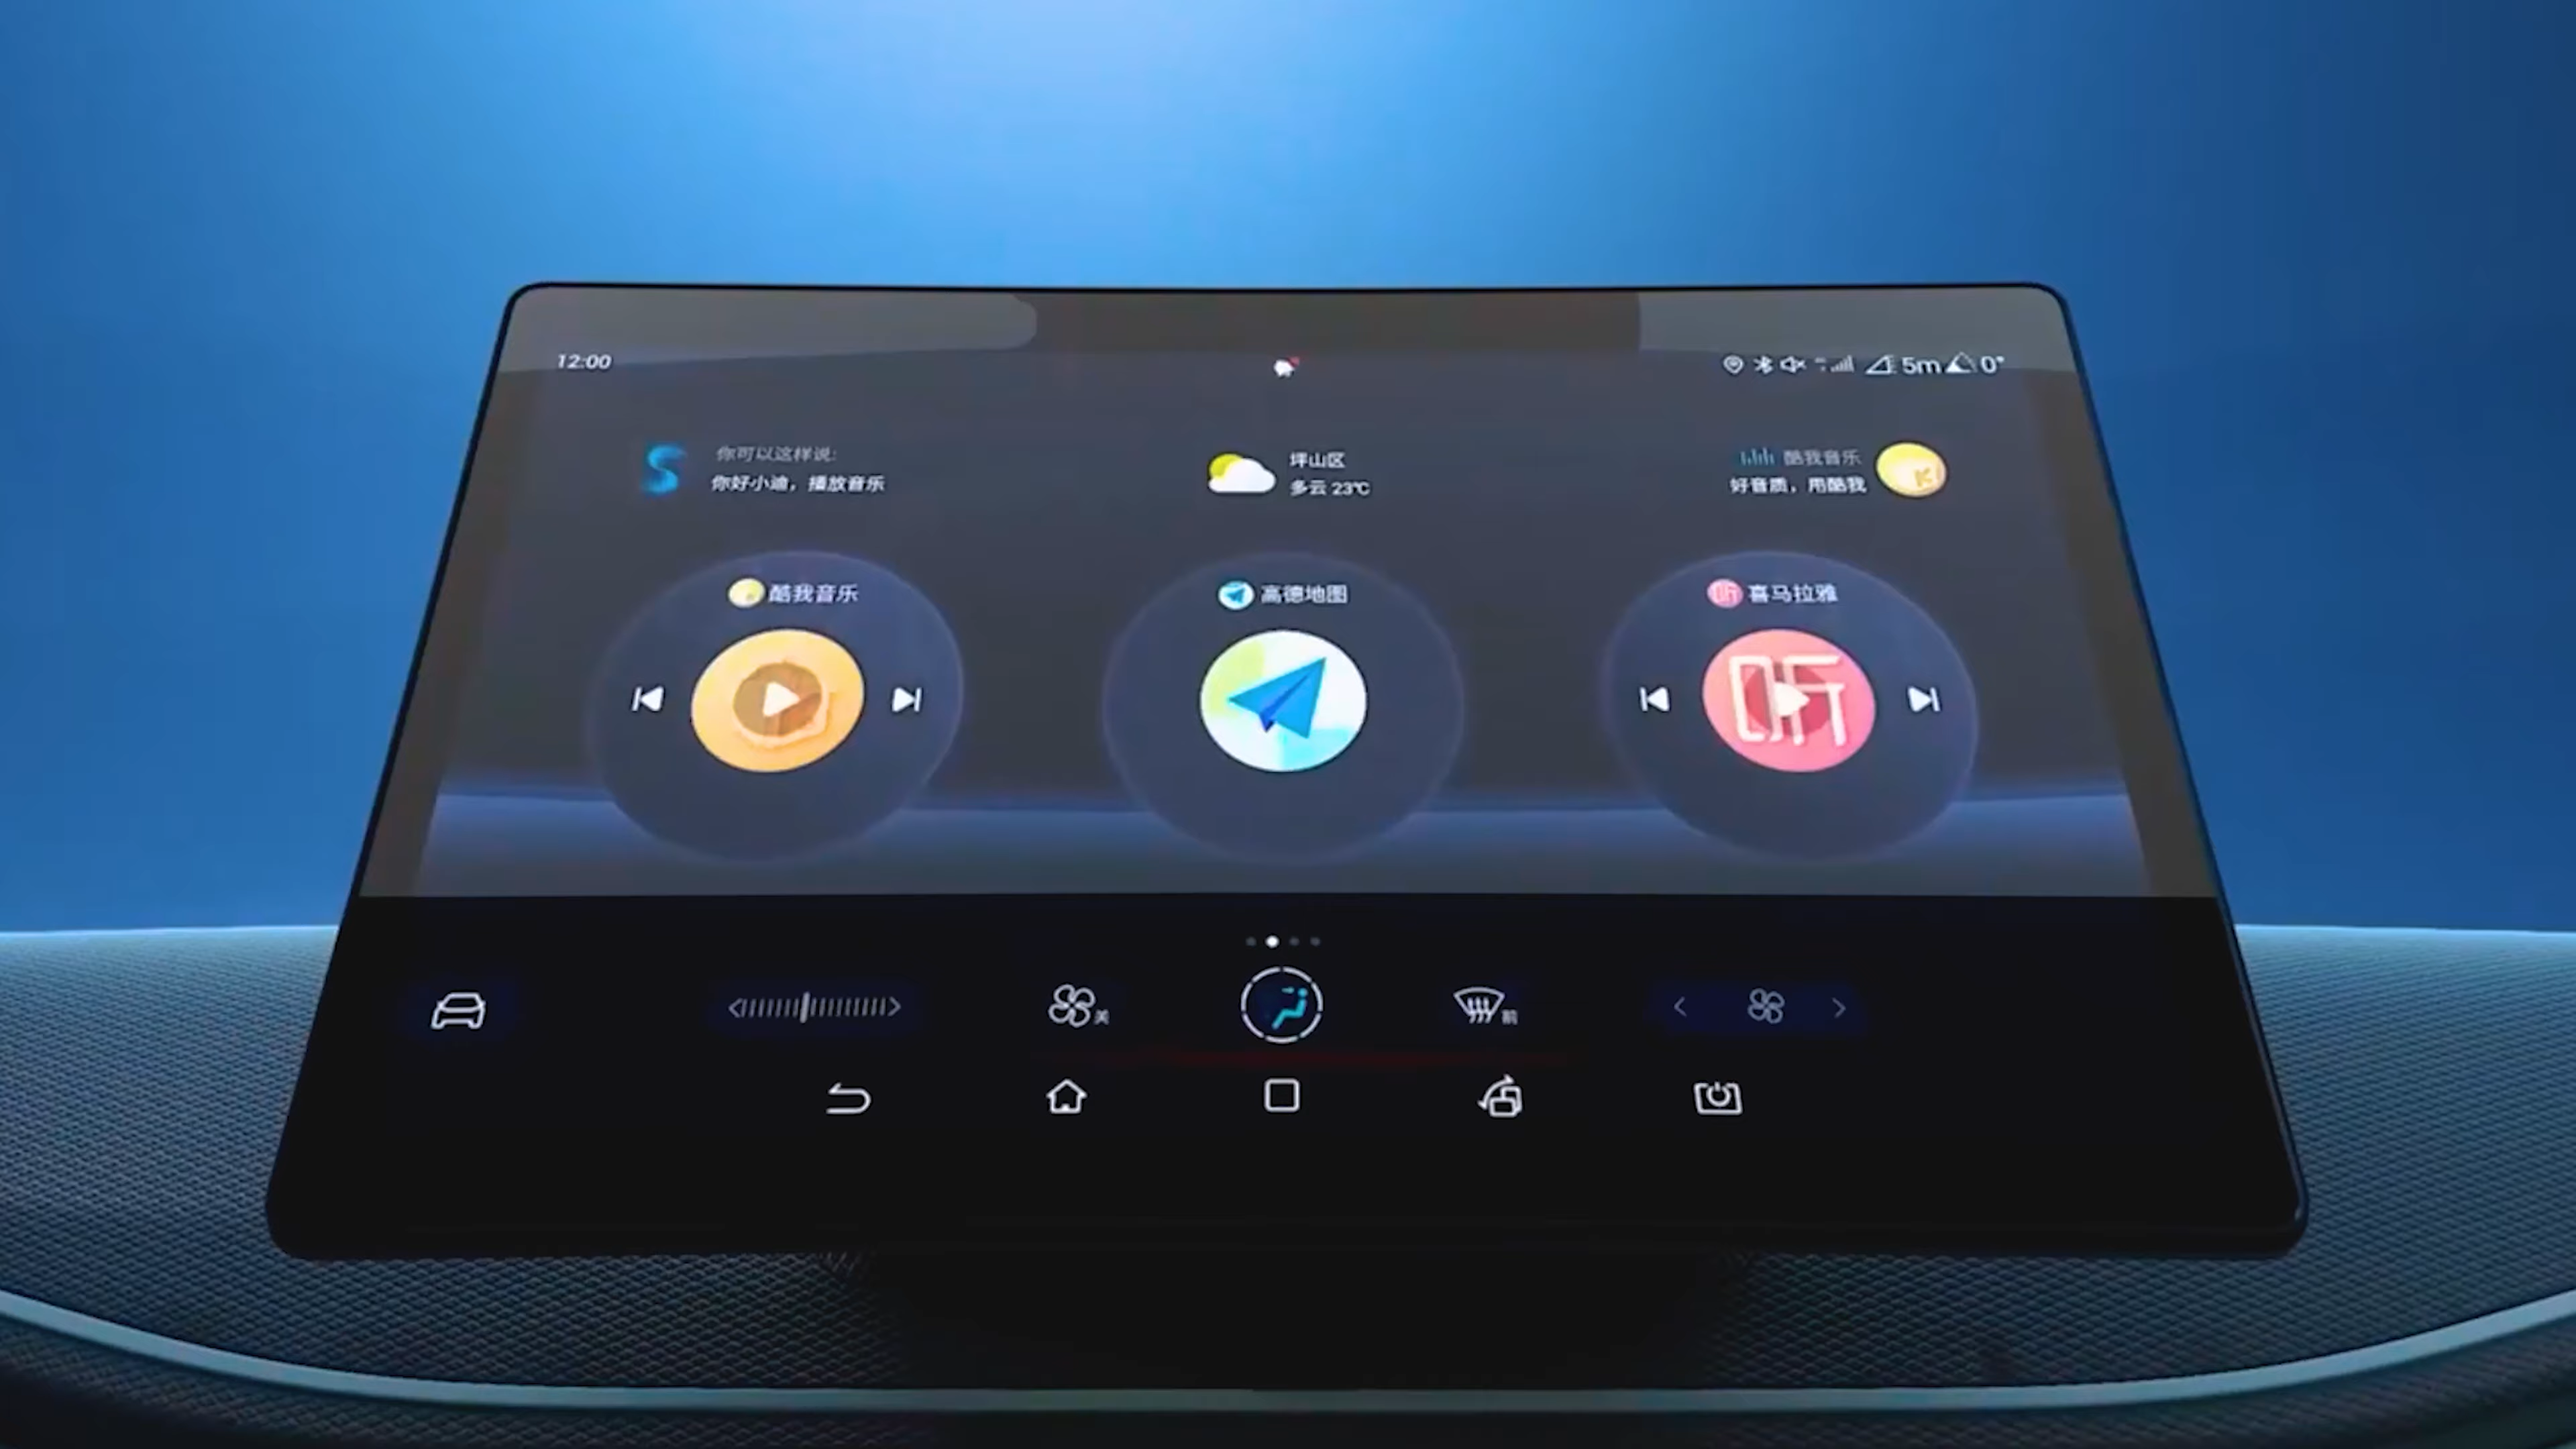 12:00
5m 0°
你可以这样说:
你好小迪，播放音乐
坪山区
多云 23℃
酷我音乐
好音质，用酷我
酷我音乐
高德地图
喜马拉雅
听
前